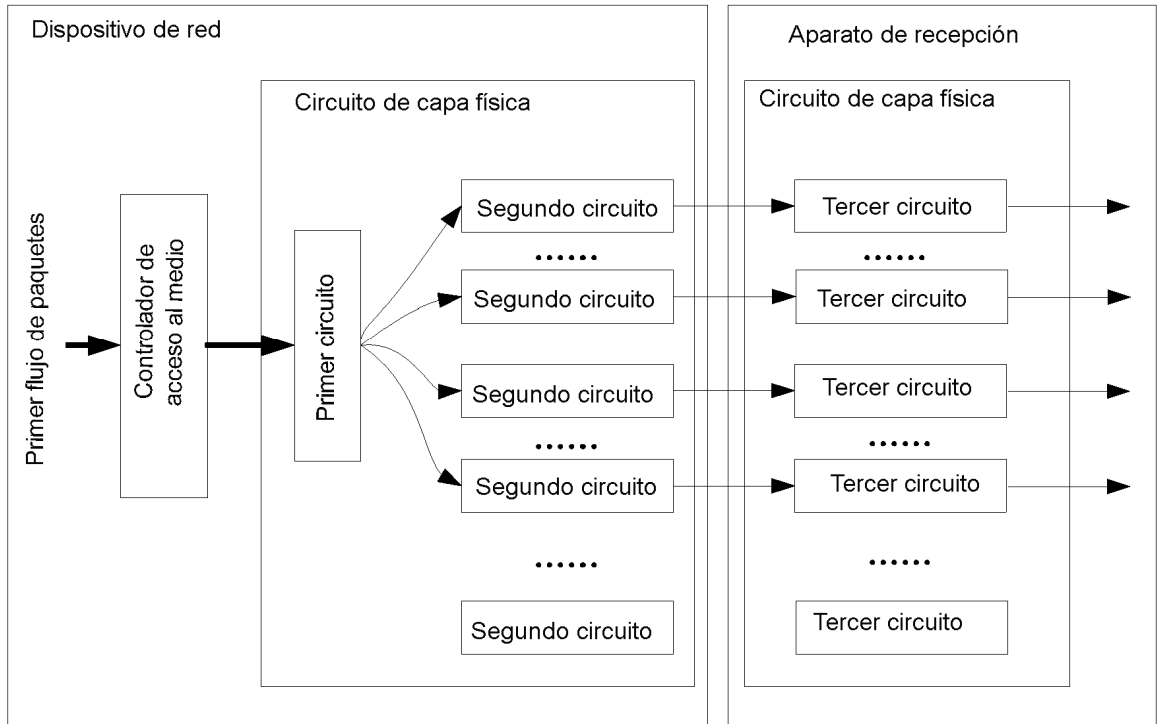 Dispositivo de red
Aparato de recepción
Circuito de capa física
Circuito de capa física
Primer flujo de paquetes
Controlador de
acceso al medio
Primer circuito
Segundo circuito
Tercer circuito
......
......
Segundo circuito
Tercer circuito
Segundo circuito
Tercer circuito
......
......
Segundo circuito
Tercer circuito
......
......
Segundo circuito
Tercer circuito